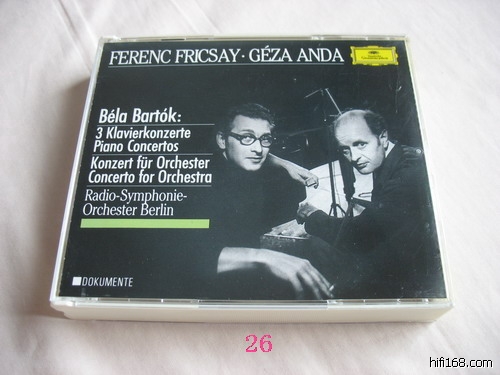 FERENC FRICSAY · GÉZA ANDA
Béla Bartók:
3 Klavierkonzerte
Piano Concertos
Konzert für Orchester
Concerto for Orchestra
Radio-Symphonie-
Orchester Berlin
DOKUMENTE
26
hifi168.com